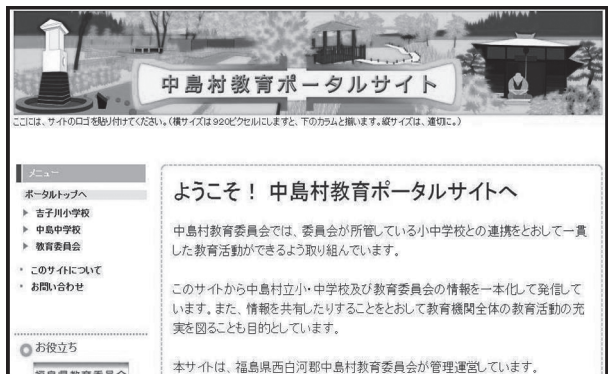 中島村教育ポータルサイト
ここには、サイトのロゴを貼り付けてください。(横サイズは920ピクセルにしますと、下のカラムと揃います。縦サイズは、適切に。)
メニュー
ポータルトップへ
吉子川小学校
中島中学校
教育委員会
このサイトについて
お問い合わせ
お役立ち
福島県教育委員会
ようこそ! 中島村教育ポータルサイトへ
中島村教育委員会では、委員会が所管している小中学校との連携をとおして一貫
した教育活動ができるよう取り組んでいます。
このサイトから中島村立小・中学校及び教育委員会の情報を一本化して発信して
います。また、情報を共有したりすることをとおして教育機関全体の教育活動の充
実を図ることも目的としています。
本サイトは、福島県西白河郡中島村教育委員会が管理運営しています。